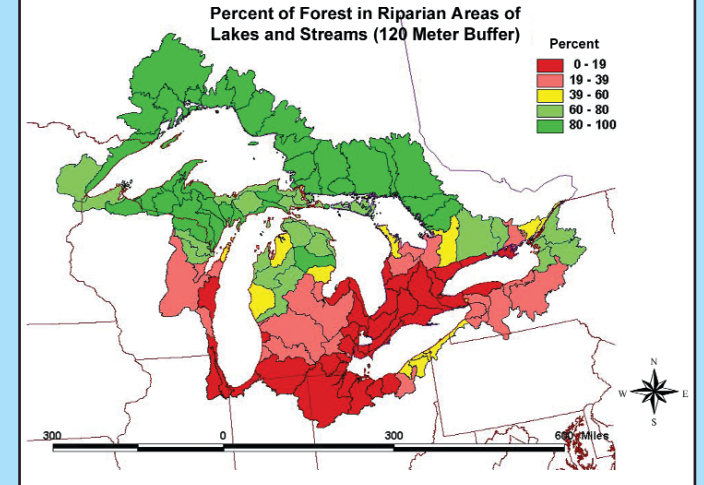 Percent of Forest in Riparian Areas of
Lakes and Streams (120 Meter Buffer)
Percent
0 - 19
19 - 39
39 - 60
60 - 80
80 - 100
N
W E
S
300 0 300 600 Miles